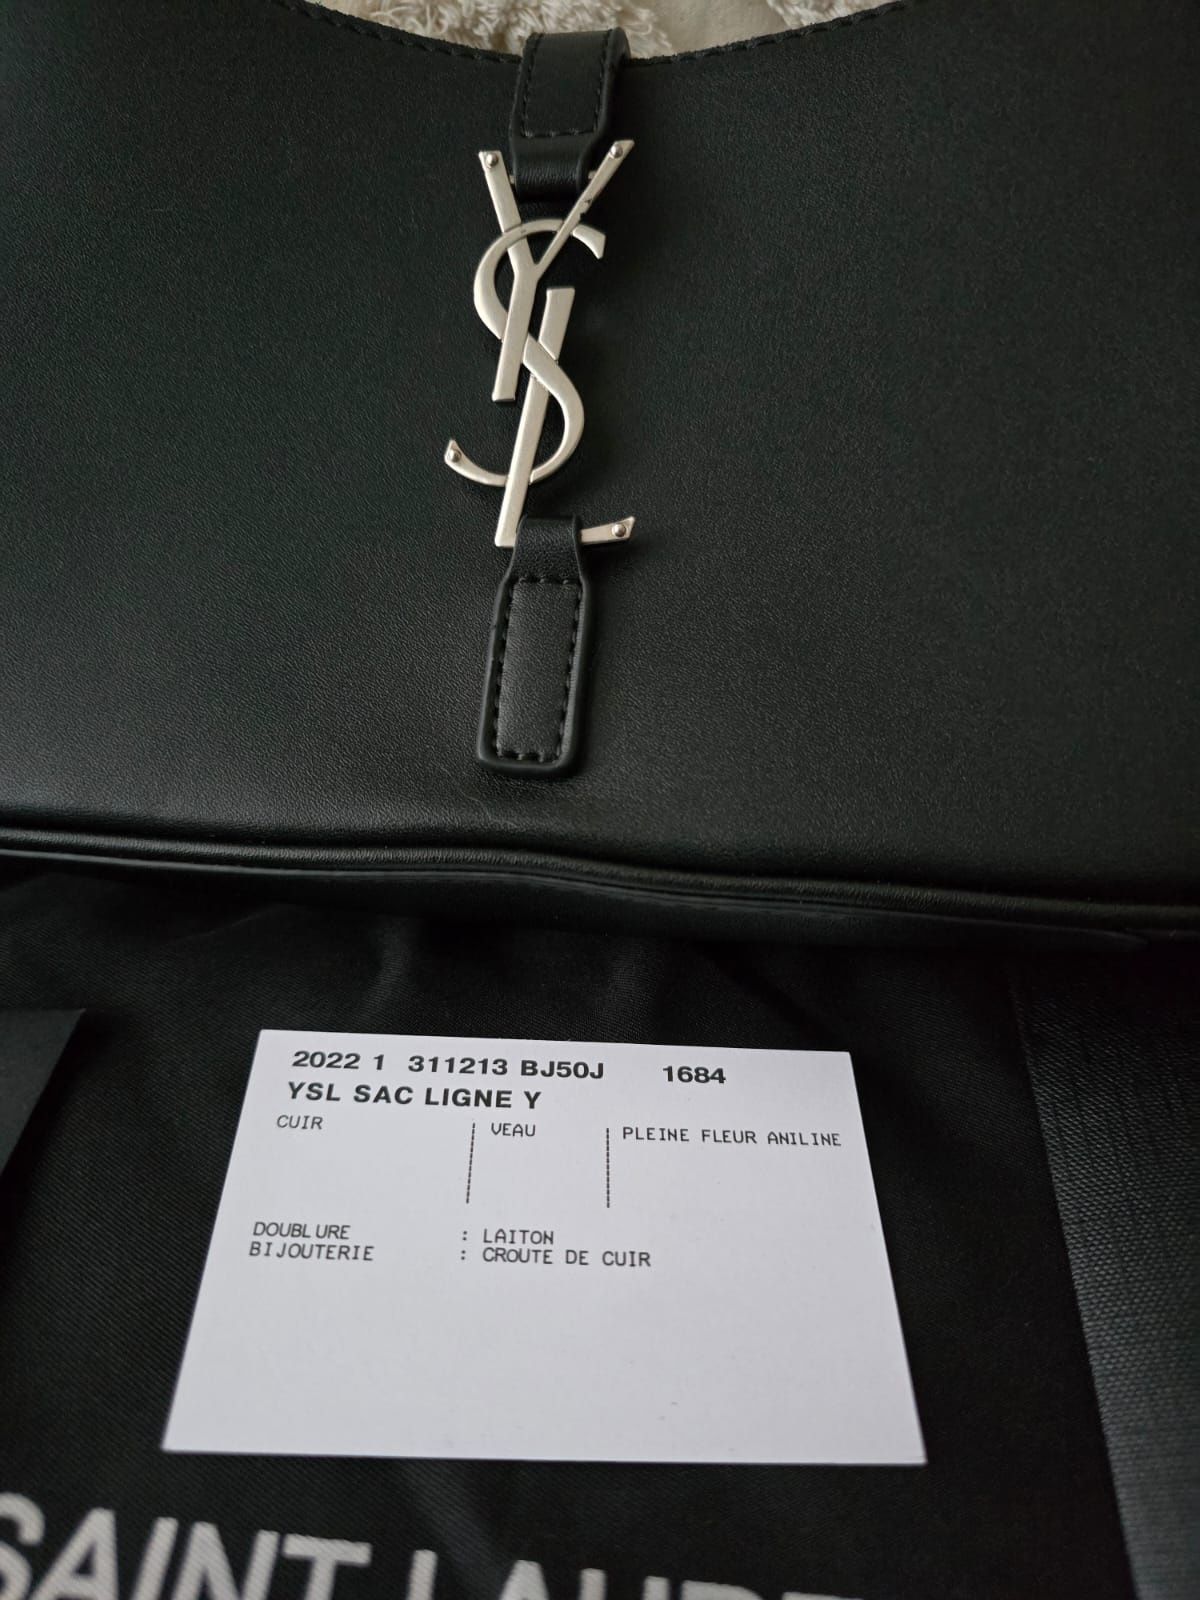 YSL
2022 1 311213 BJ50J 1684
YSL SAC LIGNE Y
CUIR VEAU PLEINE FLEUR ANILINE
DOUBLURE : LAITON
BIJOUTERIE : CROUTE DE CUIR
SAINT LAURE